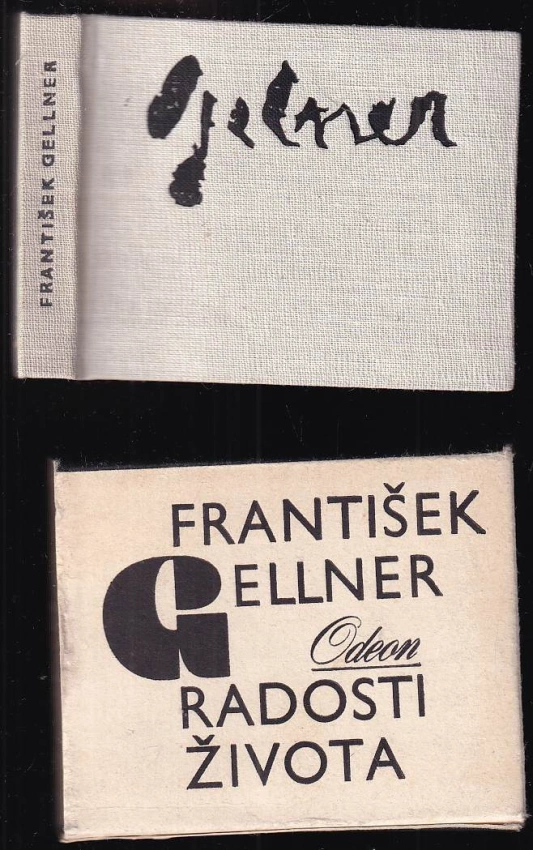 FRANTIŠEK GELLNER
Gellner
FRANTIŠEK
GELLNER
Odeon
RADOSTI
ŽIVOTA